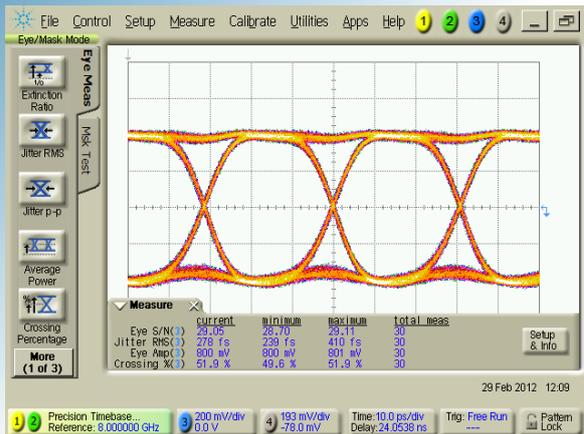 File Control Setup Measure Calibrate Utilities Apps Help 1 2 3 4
Eye/Mask Mode
Eye Meas
Msk Test
Extinction
Ratio
Jitter RMS
Jitter p-p
Average
Power
Crossing
Percentage
More
(1 of 3)
Measure
current minimum maximum total meas
Eye S/N(3) 29.05 28.70 29.11 30
Jitter RMS(3) 278 fs 239 fs 410 fs 30
Eye Amp(3) 800 mV 800 mV 801 mV 30
Crossing %(3) 51.9 % 49.6 % 51.9 % 30
Setup
& Info
29 Feb 2012 12:09
1 2 Precision Timebase...
Reference: 8.000000 GHz
3 200 mV/div
0.0 V
4 193 mV/div
-78.0 mV
Time:10.0 ps/div
Delay:24.0538 ns
Trig: Free Run
---
Pattern
Lock